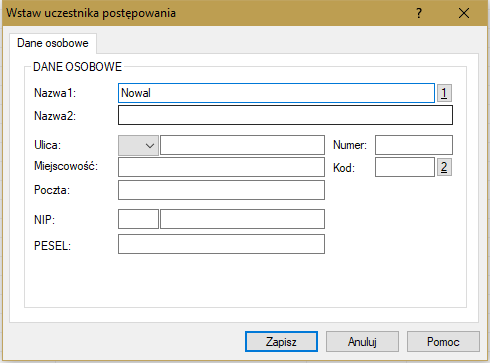 Wstaw uczestnika postępowania ? ×
Dane osobowe
DANE OSOBOWE
Nazwa1: Nowal 1
Nazwa2:
Ulica: Numer:
Miejscowość: Kod: 2
Poczta:
NIP:
PESEL:
Zapisz Anuluj Pomoc